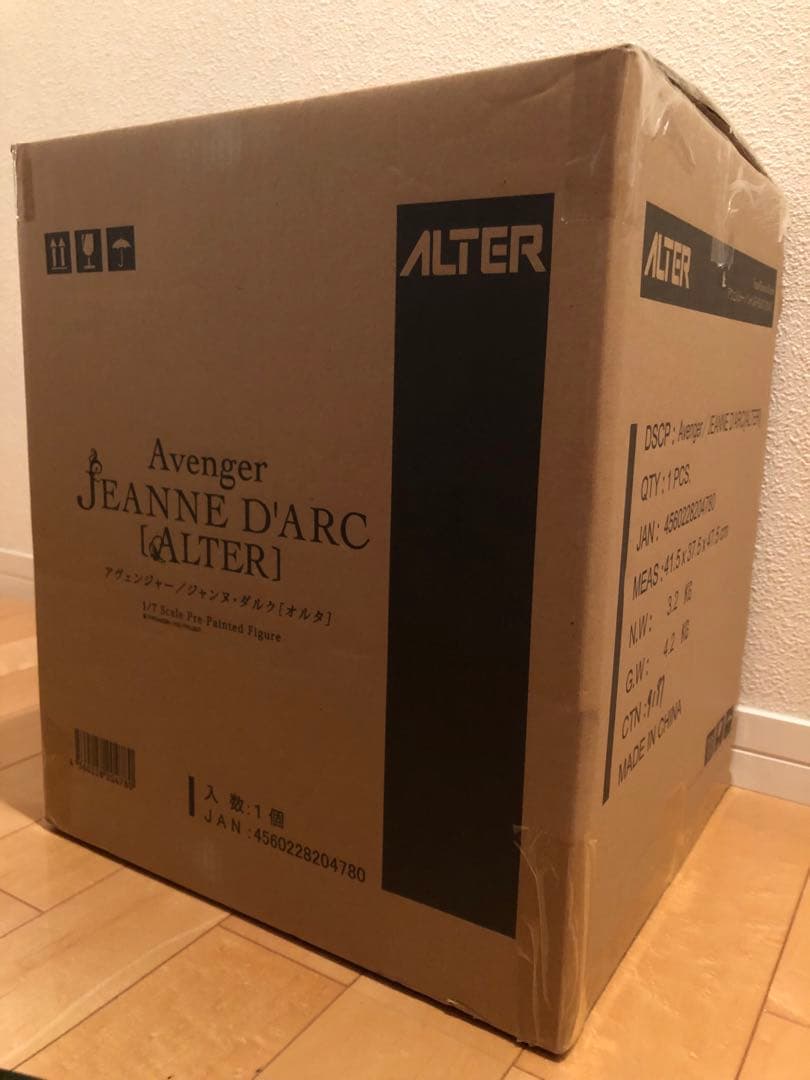 ALTER
Avenger
JEANNE D'ARC
[ALTER]
アヴェンジャー/ジャンヌ・ダルク[オルタ]
1/7 Scale Pre Painted Figure
入 数:1個
JAN:4560228204780
ALTER
DSCP: Avenger / JEANNE D'ARC[ALTER]
QTY: 1 PCS.
JAN: 4560228204780
MEAS: 41.5 x 37.5 x 47.5 cm
N.W: 3.2 KG
G.W: 4.2 KG
CTN:
MADE IN CHINA